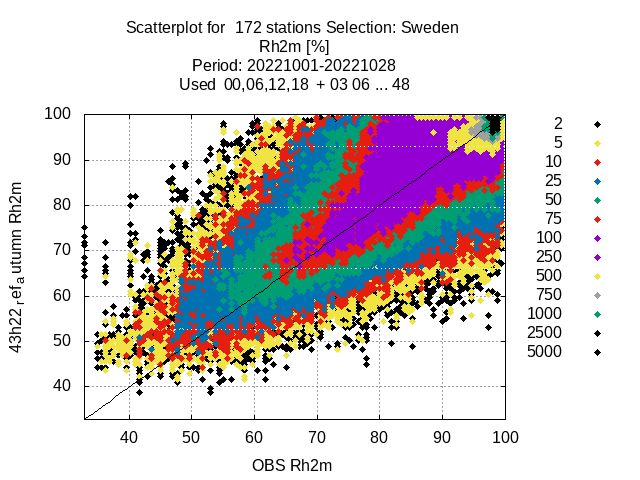 Scatterplot for  172 stations Selection: Sweden
Rh2m [%]
Period: 20221001-20221028
Used  00,06,12,18  + 03 06 ... 48
100
90
80
70
60
50
40
40 50 60 70 80 90 100
OBS Rh2m
43h22_ref_a utumn Rh2m
2
5
10
25
50
75
100
250
500
750
1000
2500
5000